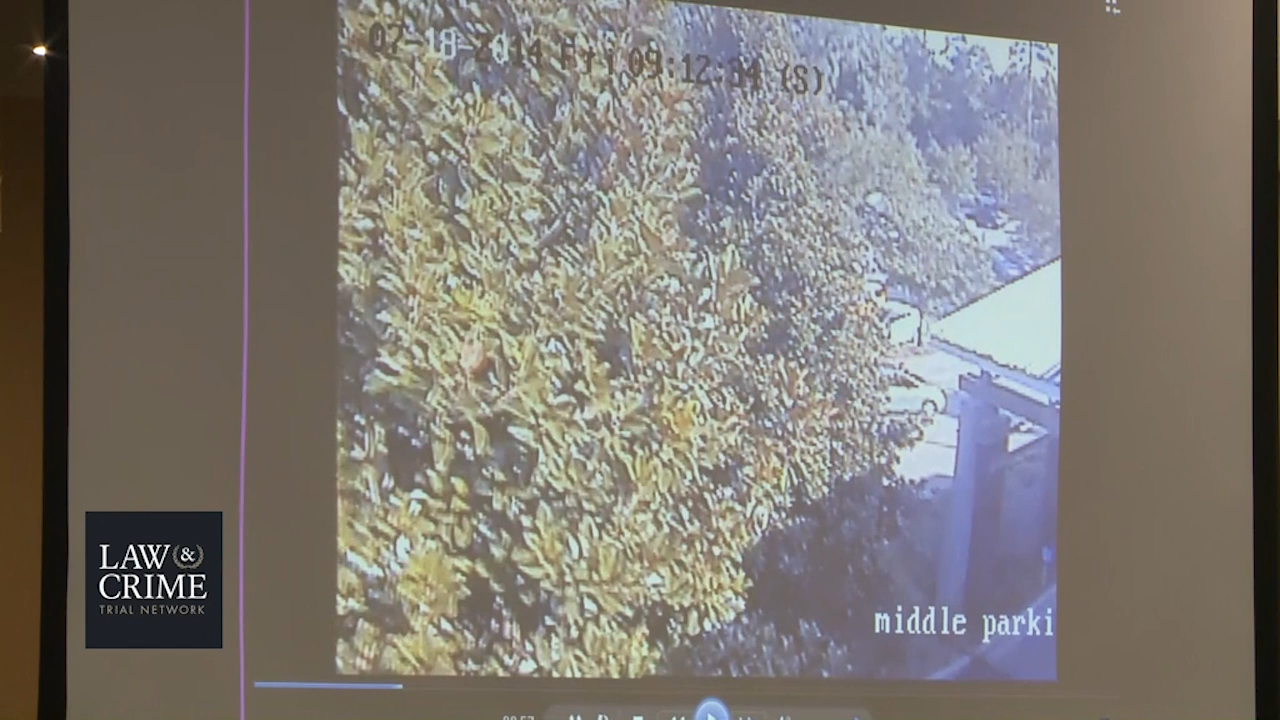 07-18-2014 Fri 09:12:34 (S)
LAW &
CRIME
TRIAL NETWORK
middle parki